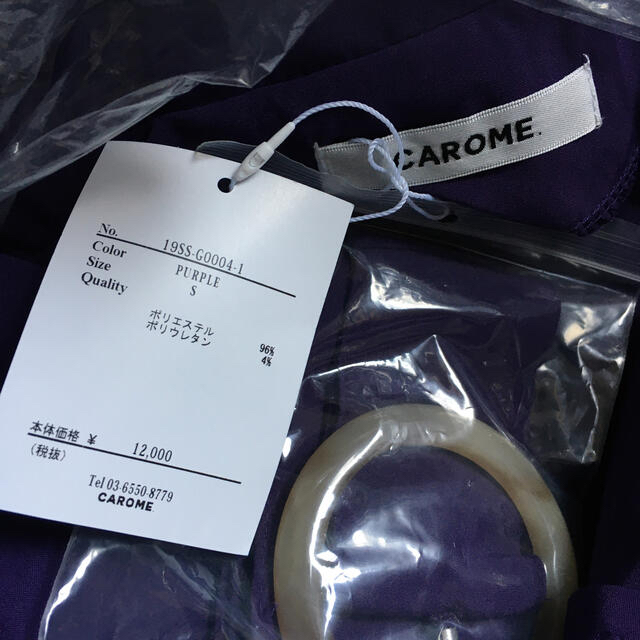 CAROME.
No. 19SS-G0004-1
Color PURPLE
Size S
Quality
ポリエステル 96%
ポリウレタン 4%
本体価格 ¥ 12,000
(税抜)
Tel 03-6550-8779
CAROME.